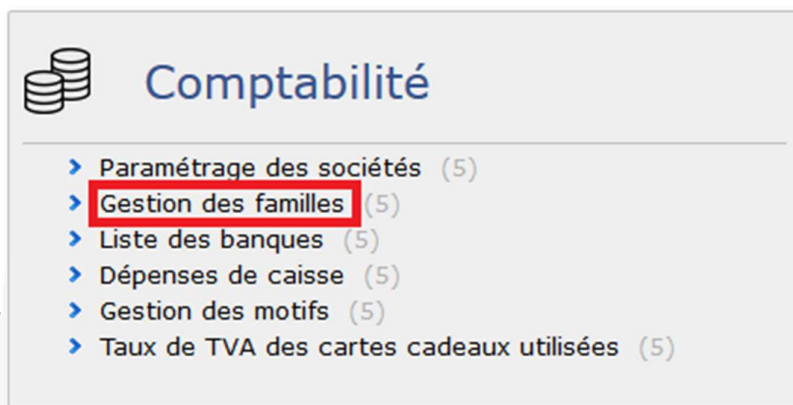 Comptabilité
Paramétrage des sociétés (5)
Gestion des familles (5)
Liste des banques (5)
Dépenses de caisse (5)
Gestion des motifs (5)
Taux de TVA des cartes cadeaux utilisées (5)